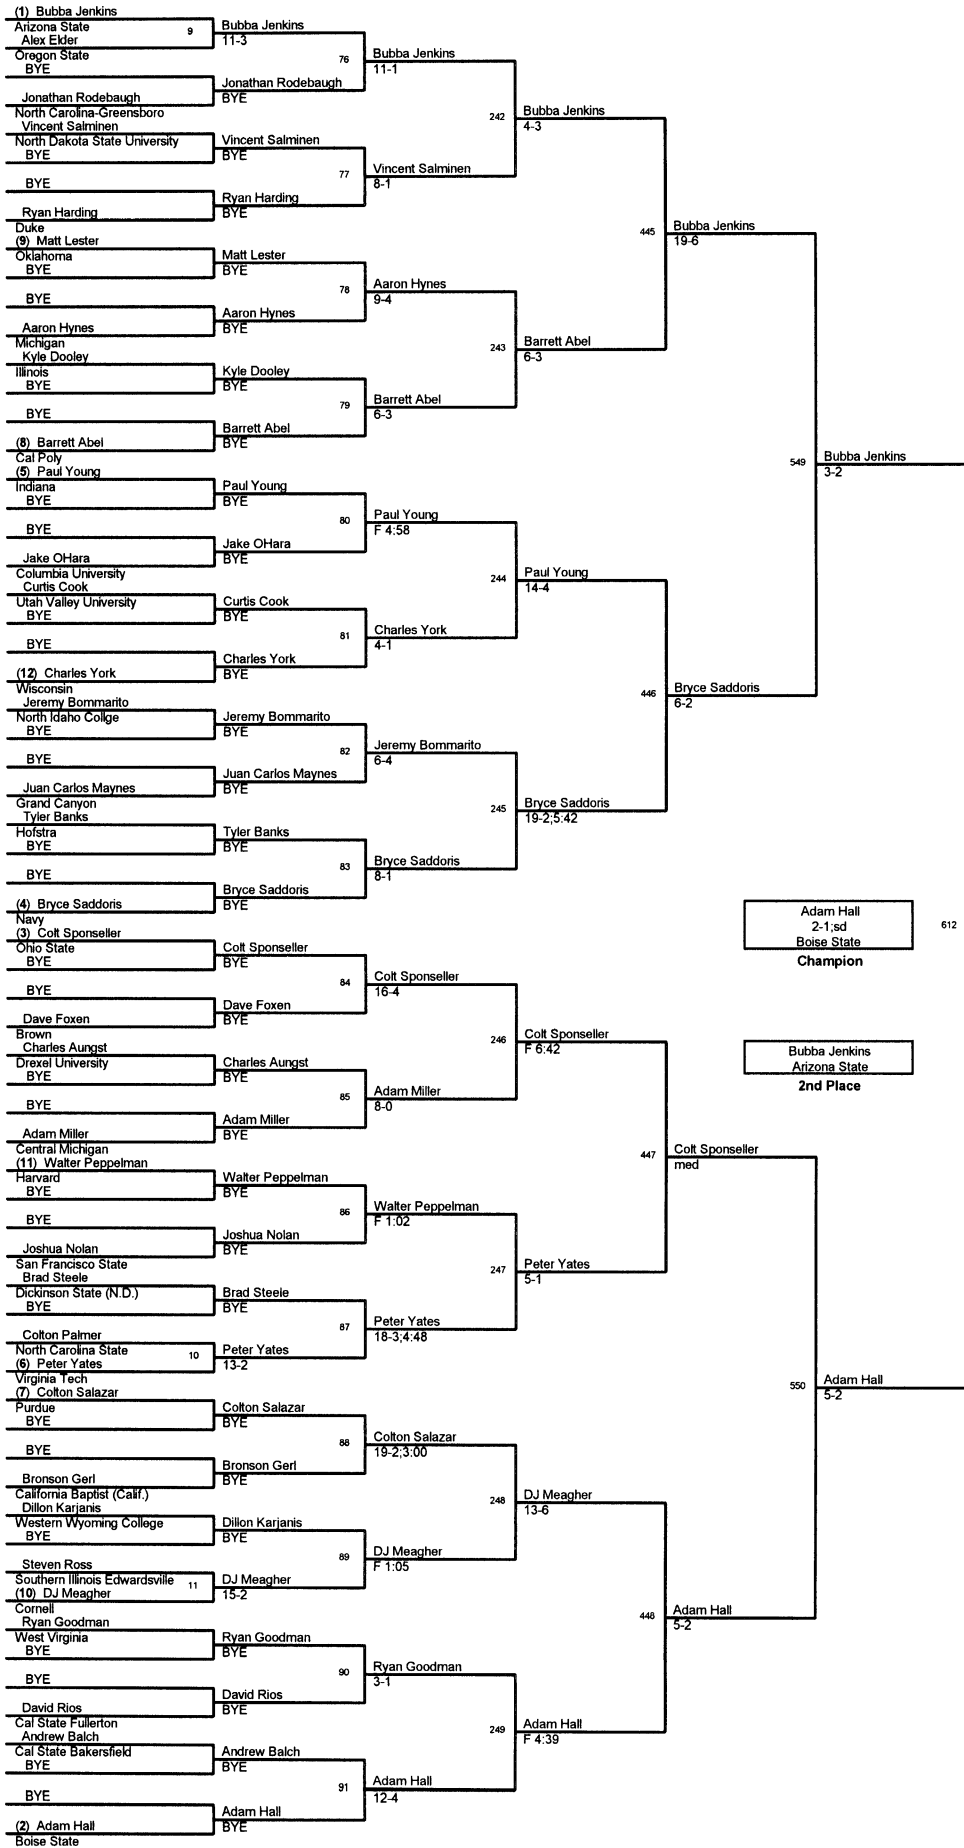 (1) Bubba Jenkins
Arizona State
Alex Elder
Oregon State
BYE
Jonathan Rodebaugh
North Carolina-Greensboro
Vincent Salminen
North Dakota State University
BYE
BYE
Ryan Harding
Duke
(9) Matt Lester
Oklahoma
BYE
BYE
Aaron Hynes
Michigan
Kyle Dooley
Illinois
BYE
BYE
(8) Barrett Abel
Cal Poly
(5) Paul Young
Indiana
BYE
BYE
Jake OHara
Columbia University
Curtis Cook
Utah Valley University
BYE
BYE
(12) Charles York
Wisconsin
Jeremy Bommarito
North Idaho Collge
BYE
BYE
Juan Carlos Maynes
Grand Canyon
Tyler Banks
Hofstra
BYE
BYE
(4) Bryce Saddoris
Navy
(3) Colt Sponseller
Ohio State
BYE
BYE
Dave Foxen
Brown
Charles Aungst
Drexel University
BYE
BYE
Adam Miller
Central Michigan
(11) Walter Peppelman
Harvard
BYE
BYE
Joshua Nolan
San Francisco State
Brad Steele
Dickinson State (N.D.)
BYE
Colton Palmer
North Carolina State
(6) Peter Yates
Virginia Tech
(7) Colton Salazar
Purdue
BYE
BYE
Bronson Gerl
California Baptist (Calif.)
Dillon Karjanis
Western Wyoming College
BYE
Steven Ross
Southern Illinois Edwardsville
(10) DJ Meagher
Cornell
Ryan Goodman
West Virginia
BYE
BYE
David Rios
Cal State Fullerton
Andrew Balch
Cal State Bakersfield
BYE
BYE
(2) Adam Hall
Boise State
9
10
11
Bubba Jenkins
11-3
Jonathan Rodebaugh
BYE
Vincent Salminen
BYE
Ryan Harding
BYE
Matt Lester
BYE
Aaron Hynes
BYE
Kyle Dooley
BYE
Barrett Abel
BYE
Paul Young
BYE
Jake OHara
BYE
Curtis Cook
BYE
Charles York
BYE
Jeremy Bommarito
BYE
Juan Carlos Maynes
BYE
Tyler Banks
BYE
Bryce Saddoris
BYE
Colt Sponseller
BYE
Dave Foxen
BYE
Charles Aungst
BYE
Adam Miller
BYE
Walter Peppelman
BYE
Joshua Nolan
BYE
Brad Steele
BYE
Peter Yates
13-2
Colton Salazar
BYE
Bronson Gerl
BYE
Dillon Karjanis
BYE
DJ Meagher
15-2
Ryan Goodman
BYE
David Rios
BYE
Andrew Balch
BYE
Adam Hall
BYE
76
77
78
79
80
81
82
83
84
85
86
87
88
89
90
91
Bubba Jenkins
11-1
Vincent Salminen
8-1
Aaron Hynes
9-4
Barrett Abel
6-3
Paul Young
F 4:58
Charles York
4-1
Jeremy Bommarito
6-4
Bryce Saddoris
8-1
Colt Sponseller
16-4
Adam Miller
8-0
Walter Peppelman
F 1:02
Peter Yates
18-3;4:48
Colton Salazar
19-2;3:00
DJ Meagher
F 1:05
Ryan Goodman
3-1
Adam Hall
12-4
242
243
244
245
246
247
248
249
Bubba Jenkins
4-3
Barrett Abel
6-3
Paul Young
14-4
Bryce Saddoris
19-2;5:42
Colt Sponseller
F 6:42
Peter Yates
5-1
DJ Meagher
13-6
Adam Hall
F 4:39
445
446
447
448
Bubba Jenkins
19-6
Bryce Saddoris
6-2
Colt Sponseller
med
Adam Hall
5-2
549
550
Bubba Jenkins
3-2
Adam Hall
5-2
Adam Hall
2-1;sd
Boise State
Champion
612
Bubba Jenkins
Arizona State
2nd Place